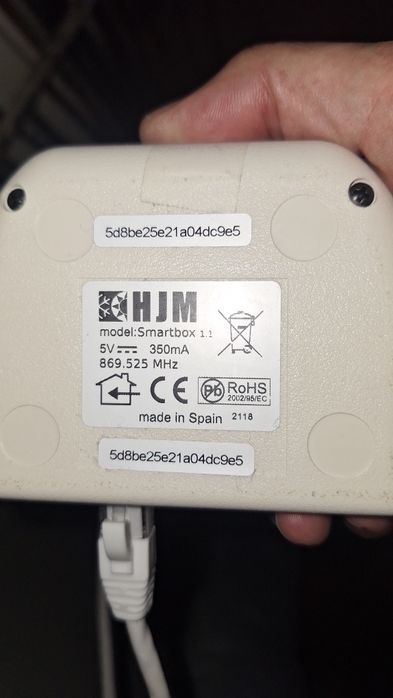 5d8be25e21a04dc9e5
HJM
model:Smartbox 1.1
5V 350mA
869.525 MHz
CE Pb RoHS
2002/95/EC
made in Spain 2118
5d8be25e21a04dc9e5